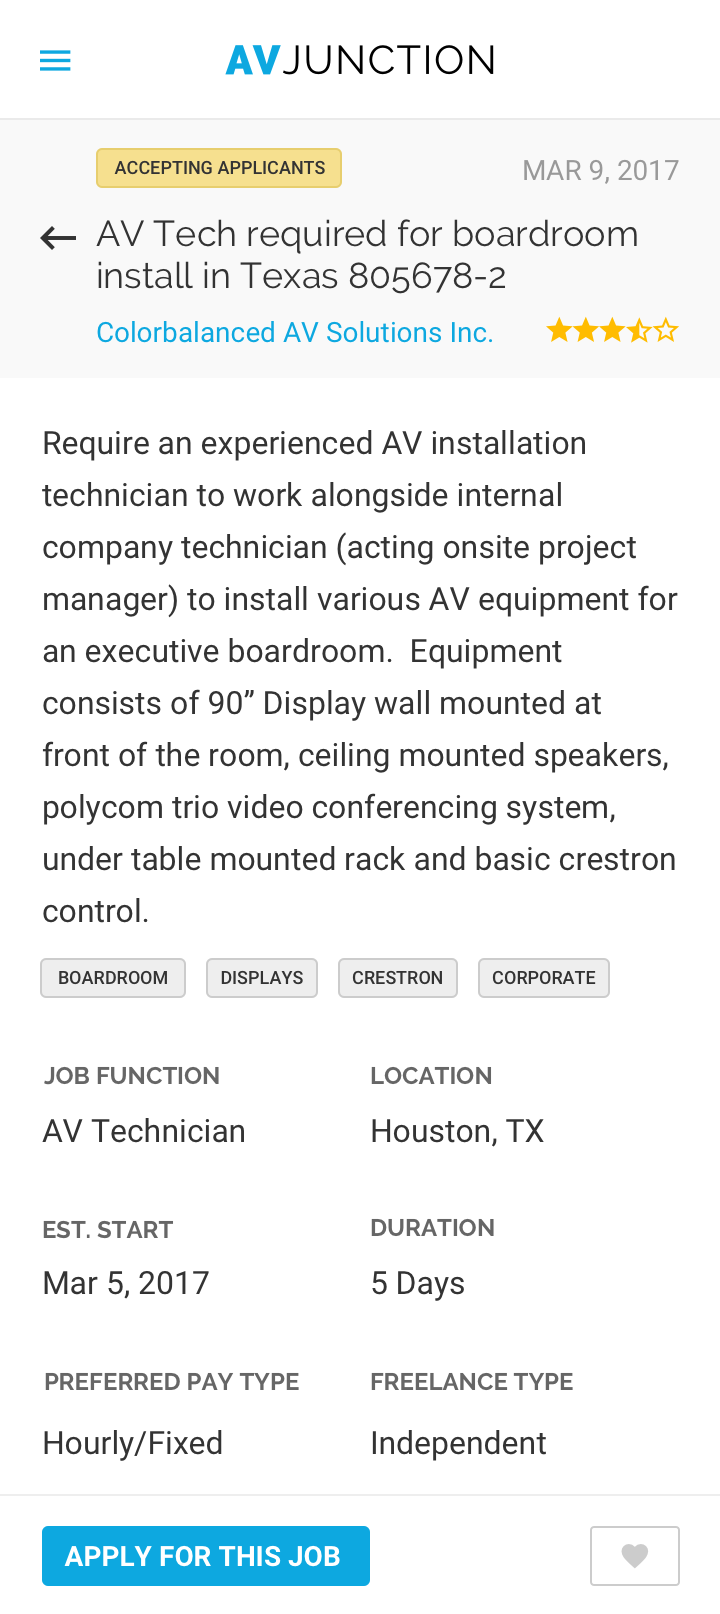 AVJUNCTION
ACCEPTING APPLICANTS
MAR 9, 2017
AV Tech required for boardroom
install in Texas 805678-2
Colorbalanced AV Solutions Inc.
Require an experienced AV installation
technician to work alongside internal
company technician (acting onsite project
manager) to install various AV equipment for
an executive boardroom.  Equipment
consists of 90” Display wall mounted at
front of the room, ceiling mounted speakers,
polycom trio video conferencing system,
under table mounted rack and basic crestron
control.
BOARDROOM DISPLAYS CRESTRON CORPORATE
JOB FUNCTION
AV Technician
LOCATION
Houston, TX
EST. START
Mar 5, 2017
DURATION
5 Days
PREFERRED PAY TYPE
Hourly/Fixed
FREELANCE TYPE
Independent
APPLY FOR THIS JOB